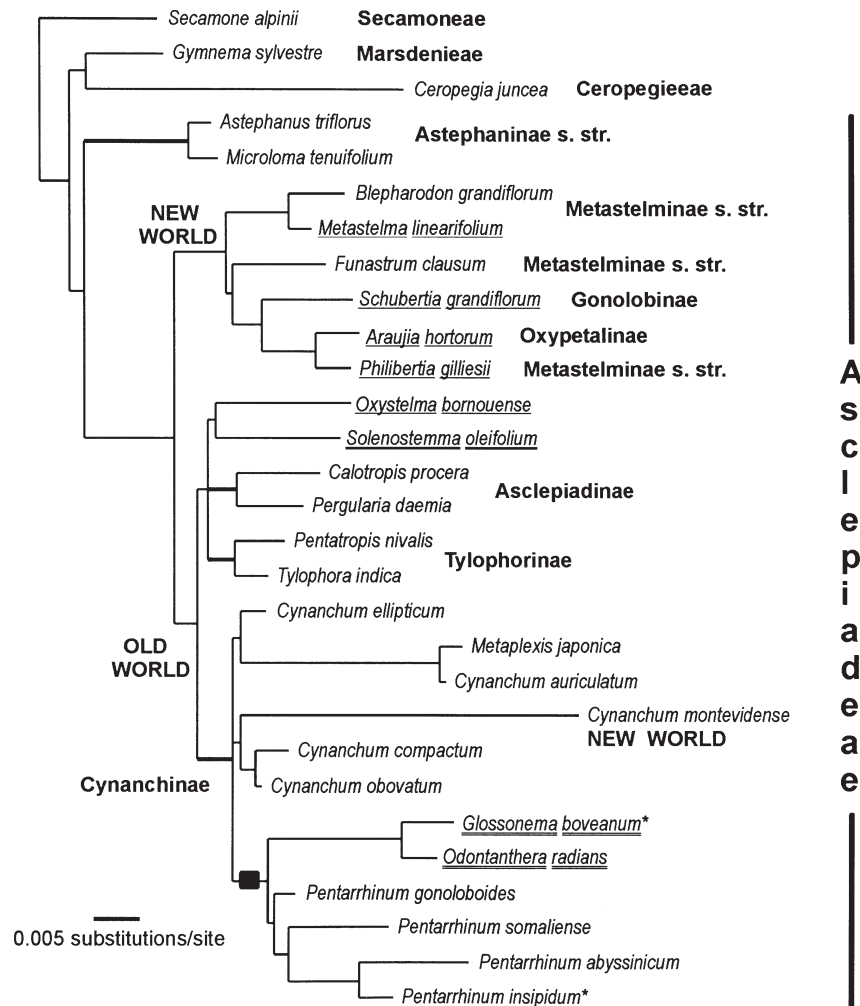 Secamone alpinii Secamoneae
Gymnema sylvestre Marsdenieae
Ceropegia juncea Ceropegieeae
Astephanus triflorus
Astephaninae s. str.
Microloma tenuifolium
Blepharodon grandiflorum
NEW
WORLD
Metastelminae s. str.
Metastelma linearifolium
Funastrum clausum Metastelminae s. str.
Schubertia grandiflorum Gonolobinae
Araujia hortorum Oxypetalinae
Philibertia gilliesii Metastelminae s. str.
Oxystelma bornouense
Solenostemma oleifolium
Calotropis procera
Asclepiadinae
Pergularia daemia
Pentatropis nivalis
Tylophorinae
Tylophora indica
Cynanchum ellipticum
OLD
WORLD
Metaplexis japonica
Cynanchum auriculatum
Cynanchum montevidense
NEW WORLD
Cynanchum compactum
Cynanchinae
Cynanchum obovatum
Glossonema boveanum*
Odontanthera radians
Pentarrhinum gonoloboides
Pentarrhinum somaliense
0.005 substitutions/site
Pentarrhinum abyssinicum
Pentarrhinum insipidum*
Asclepiadeae